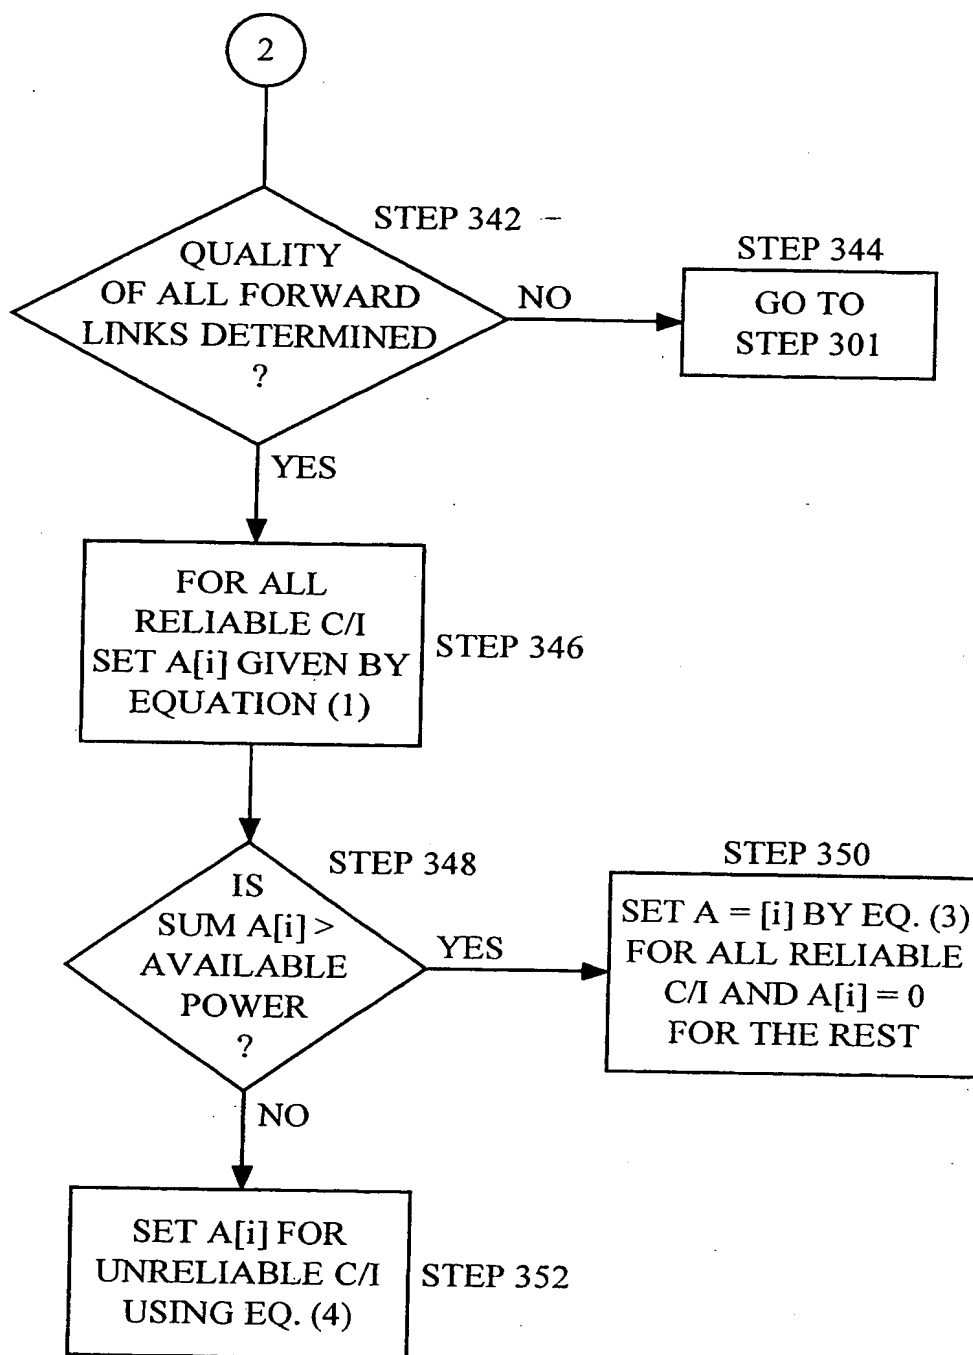 2
STEP 342
QUALITY
OF ALL FORWARD
LINKS DETERMINED
?
NO
STEP 344
GO TO
STEP 301
YES
FOR ALL
RELIABLE C/I
SET A[i] GIVEN BY
EQUATION (1)
STEP 346
STEP 348
IS
SUM A[i] >
AVAILABLE
POWER
?
YES
STEP 350
SET A = [i] BY EQ. (3)
FOR ALL RELIABLE
C/I AND A[i] = 0
FOR THE REST
NO
SET A[i] FOR
UNRELIABLE C/I
USING EQ. (4)
STEP 352